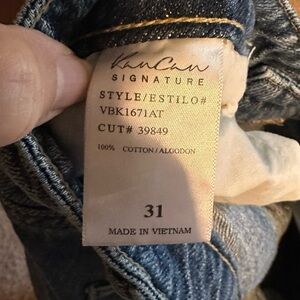 KanCan
SIGNATURE
STYLE/ESTILO#
VBK1671AT
CUT# 39849
100% COTTON/ALGODON
31
MADE IN VIETNAM